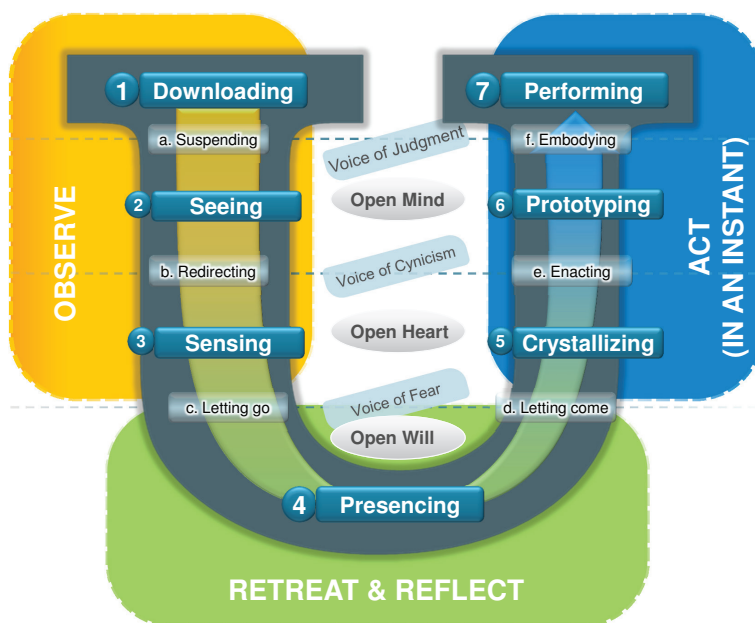 1 Downloading
a. Suspending
2 Seeing
b. Redirecting
3 Sensing
c. Letting go
4 Presencing
d. Letting come
5 Crystallizing
e. Enacting
6 Prototyping
f. Embodying
7 Performing
Voice of Judgment
Open Mind
Voice of Cynicism
Open Heart
Voice of Fear
Open Will
OBSERVE
RETREAT & REFLECT
ACT
(IN AN INSTANT)